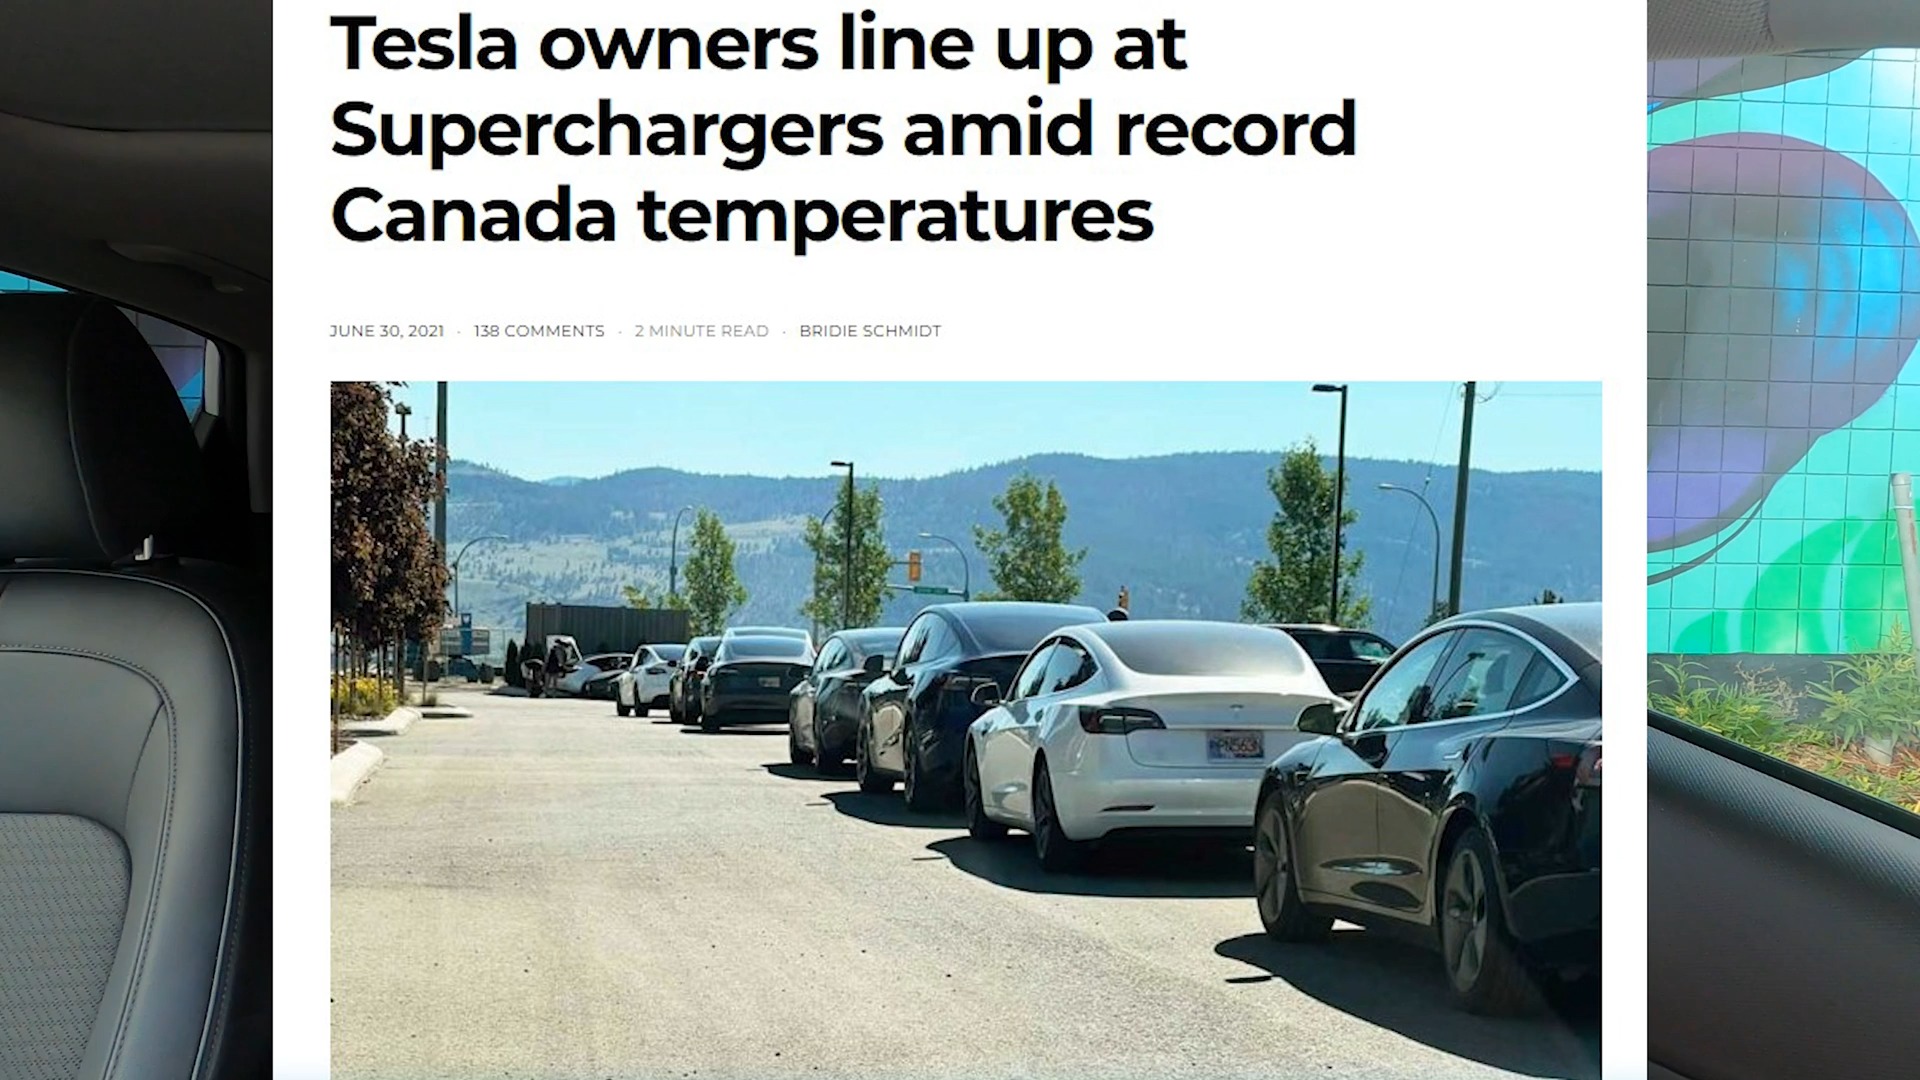 Tesla owners line up at
Superchargers amid record
Canada temperatures
JUNE 30, 2021 · 138 COMMENTS · 2 MINUTE READ · BRIDIE SCHMIDT